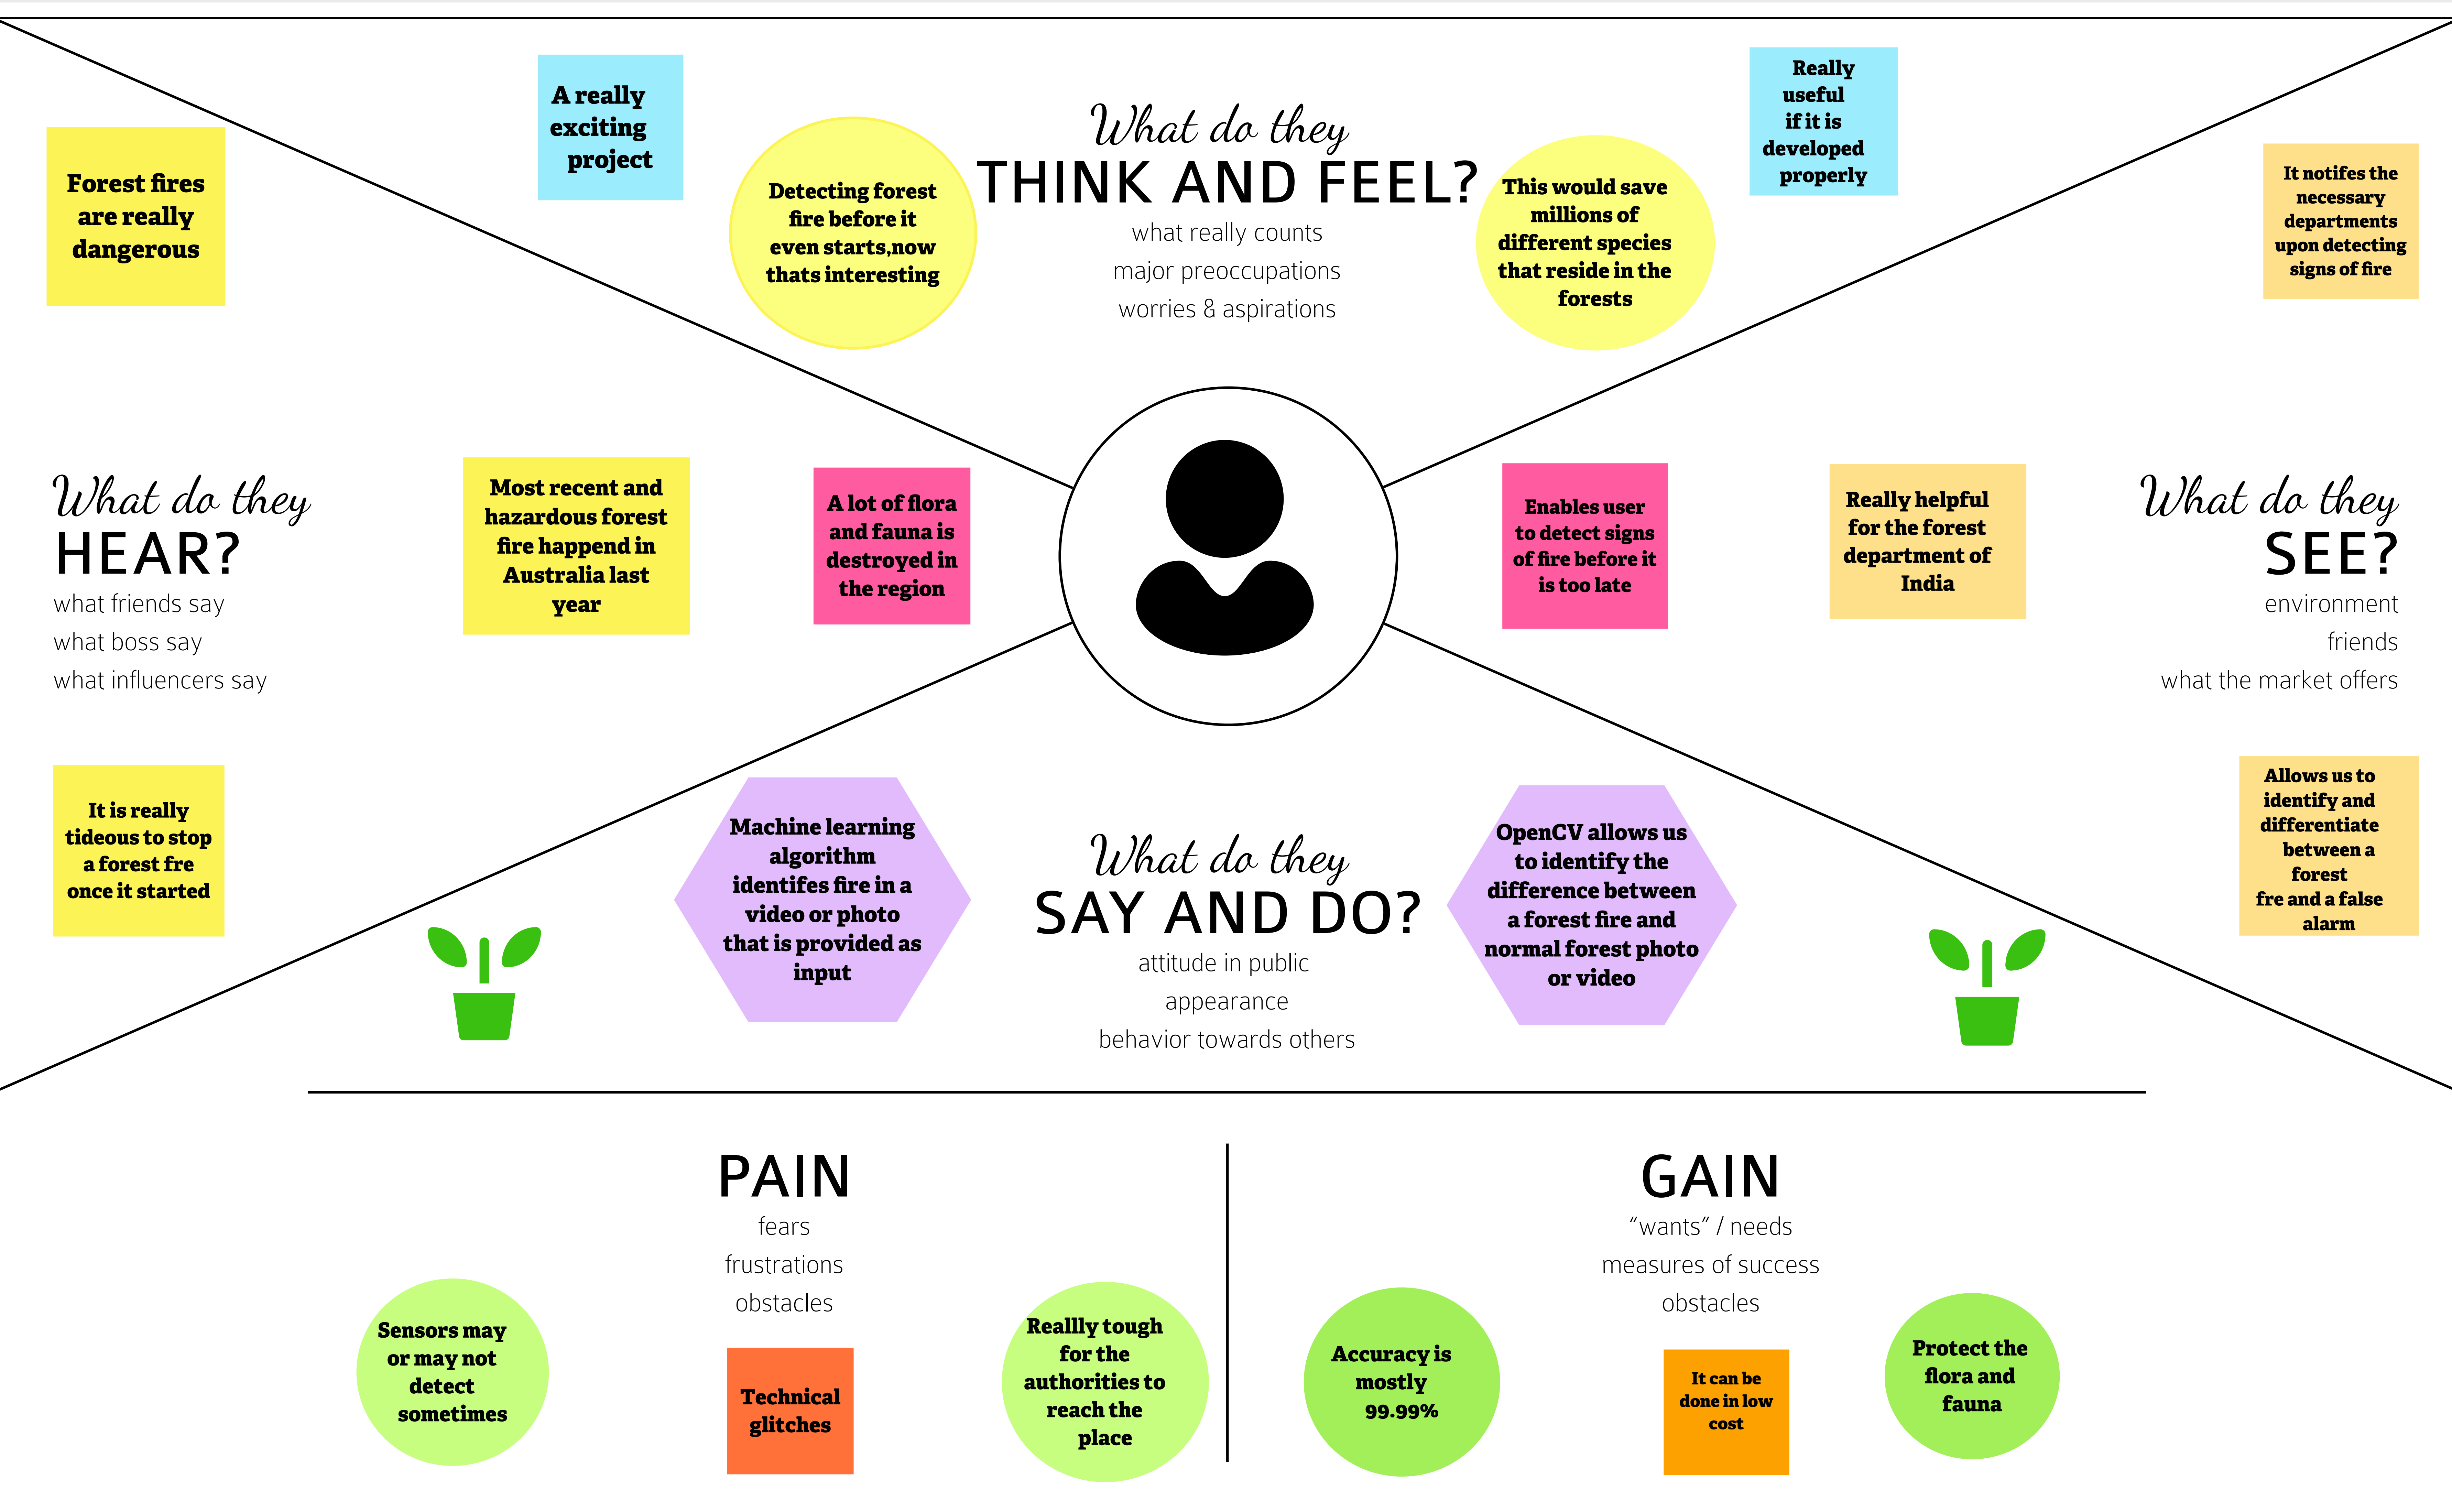 A really
exciting
project
Detecting forest
fire before it
even starts,now
thats interesting
What do they
THINK AND FEEL?
what really counts
major preoccupations
worries & aspirations
This would save
millions of
different species
that reside in the
forests
Really
useful
if it is
developed
properly
Forest fires
are really
dangerous
What do they
HEAR?
what friends say
what boss say
what influencers say
Most recent and
hazardous forest
fire happend in
Australia last
year
A lot of flora
and fauna is
destroyed in
the region
It is really
tideous to stop
a forest fre
once it started
It notifes the
necessary
departments
upon detecting
signs of fire
Enables user
to detect signs
of fire before it
is too late
Really helpful
for the forest
department of
India
What do they
SEE?
environment
friends
what the market offers
Allows us to
identify and
differentiate
between a
forest
fre and a false
alarm
Machine learning
algorithm
identifes fire in a
video or photo
that is provided as
input
What do they
SAY AND DO?
attitude in public
appearance
behavior towards others
OpenCV allows us
to identify the
difference between
a forest fire and
normal forest photo
or video
PAIN
fears
frustrations
obstacles
Sensors may
or may not
detect
sometimes
Technical
glitches
Reallly tough
for the
authorities to
reach the
place
GAIN
“wants” / needs
measures of success
obstacles
Accuracy is
mostly
99.99%
It can be
done in low
cost
Protect the
flora and
fauna